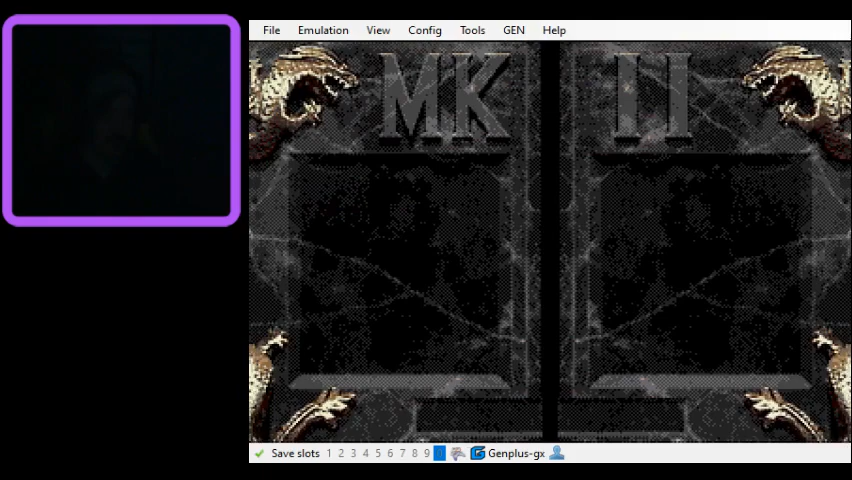 File Emulation View Config Tools GEN Help
MK II
Save slots 1 2 3 4 5 6 7 8 9 Genplus-gx